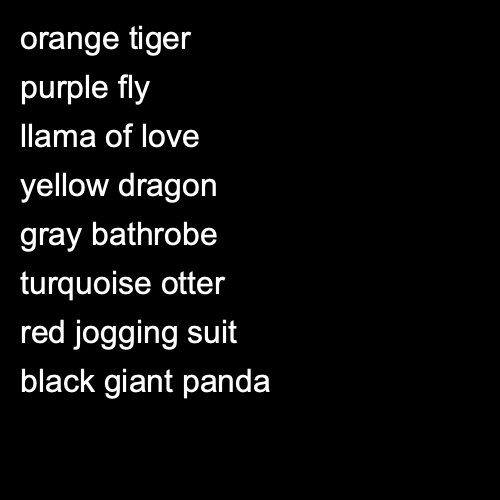 orange tiger
purple fly
llama of love
yellow dragon
gray bathrobe
turquoise otter
red jogging suit
black giant panda